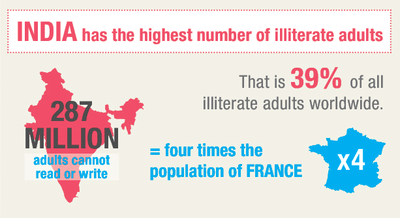 INDIA has the highest number of illiterate adults
That is 39% of all
illiterate adults worldwide.
287
MILLION
adults cannot
read or write
= four times the
population of FRANCE
x4